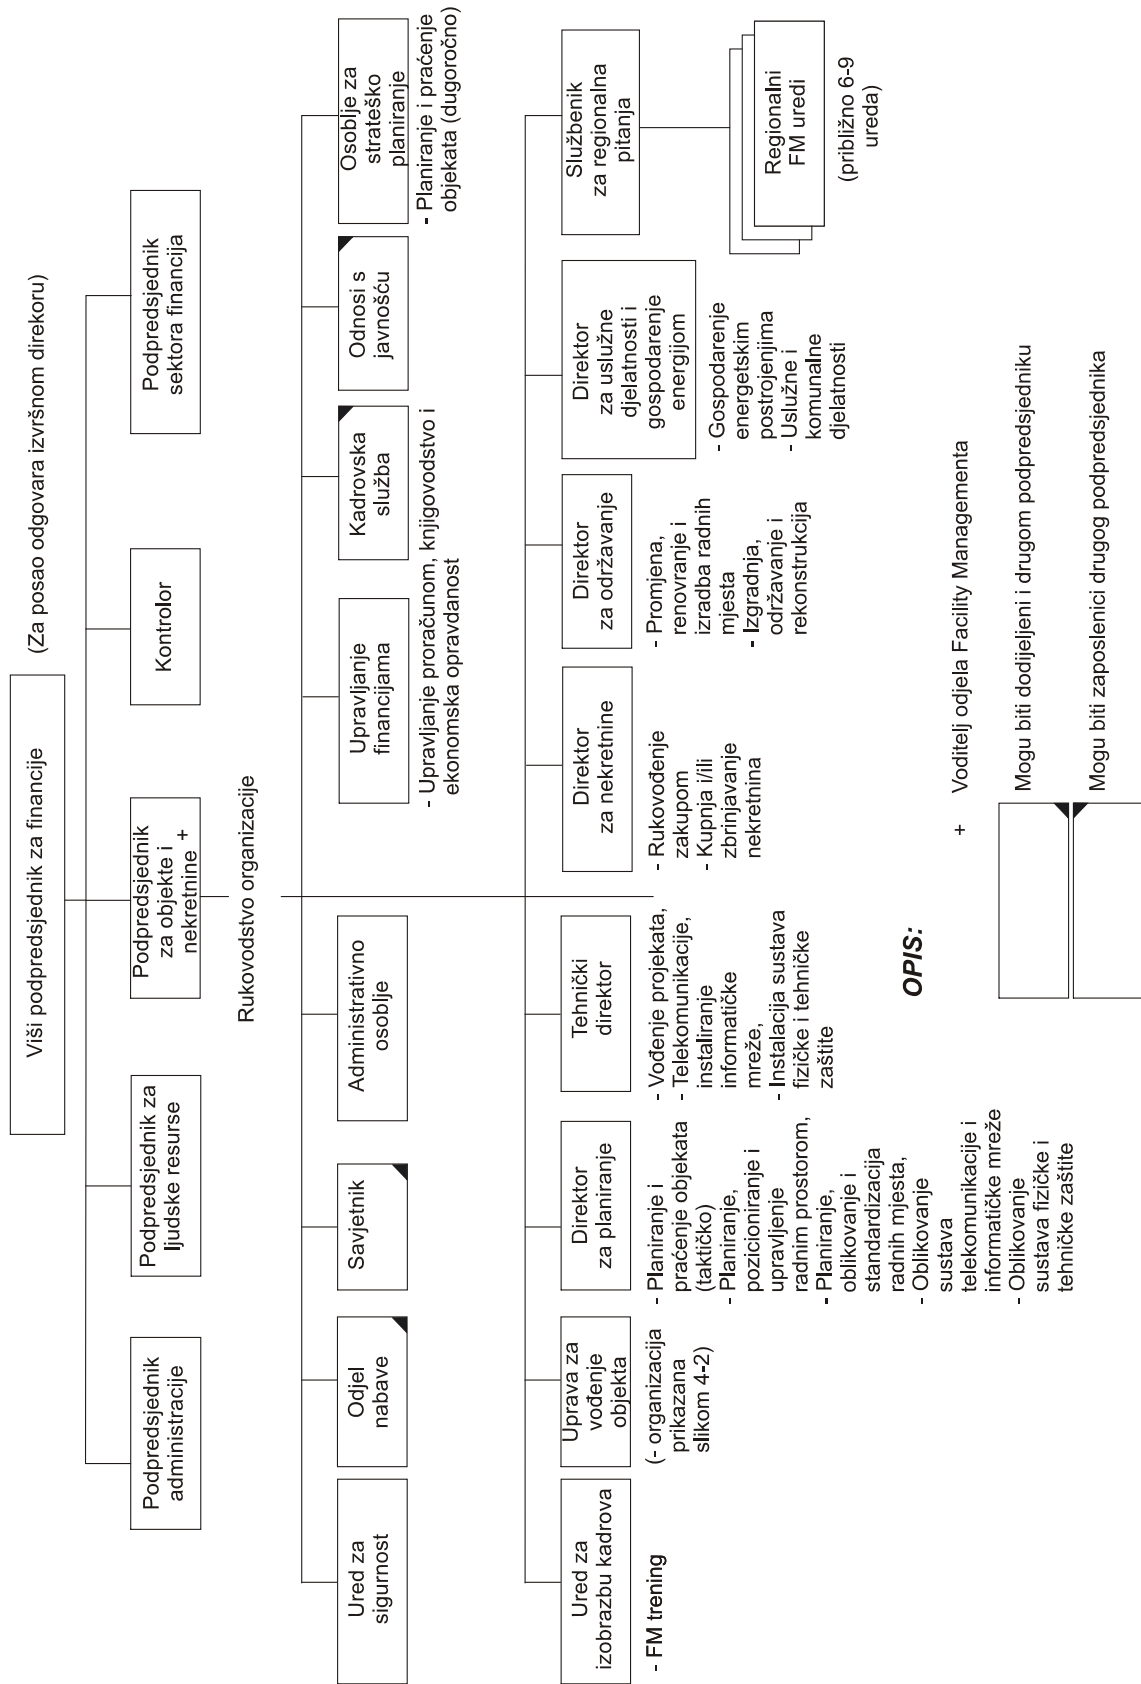 Viši podpredsjednik za financije
(Za posao odgovara izvršnom direkoru)
Podpredsjednik
administracije
Podpredsjednik za
ljudske resurse
Podpredsjednik
za objekte i
nekretnine +
Kontrolor
Podpredsjednik
sektora financija
Rukovodstvo organizacije
Ured za
sigurnost
Odjel
nabave
Savjetnik
Administrativno
osoblje
Upravljanje
financijama
- Upravljanje proračunom, knjigovodstvo i
ekonomska opravdanost
Kadrovska
služba
Odnosi s
javnošću
Osoblje za
strateško
planiranje
- Planiranje i praćenje
objekata (dugoročno)
Ured za
izobrazbu kadrova
- FM trening
Uprava za
vođenje
objekta
(- organizacija
prikazana
slikom 4-2)
Direktor
za planiranje
- Planiranje i
praćenje objekata
(taktičko)
- Planiranje,
pozicioniranje i
upravljenje
radnim prostorom,
- Planiranje,
oblikovanje i
standardizacija
radnih mjesta,
- Oblikovanje
sustava
telekomunikacije i
informatičke mreže
- Oblikovanje
sustava fizičke i
tehničke zaštite
Tehnički
direktor
- Vođenje projekata,
- Telekomunikacije,
instaliranje
informatičke
mreže,
- Instalacija sustava
fizičke i tehničke
zaštite
Direktor
za nekretnine
- Rukovođenje
zakupom
- Kupnja i/ili
zbrinjavanje
nekretnina
Direktor
za održavanje
- Promjena,
renovranje i
izradba radnih
mjesta
- Izgradnja,
održavanje i
rekonstrukcija
Direktor
za uslužne
djelatnosti i
gospodarenje
energijom
- Gospodarenje
energetskim
postrojenjima
- Uslužne i
komunalne
djelatnosti
Službenik
za regionalna
pitanja
Regionalni
FM uredi
(približno 6-9
ureda)
OPIS:
+ Voditelj odjela Facility Managementa
Mogu biti dodijeljeni i drugom podpredsjedniku
Mogu biti zaposlenici drugog podpredsjednika